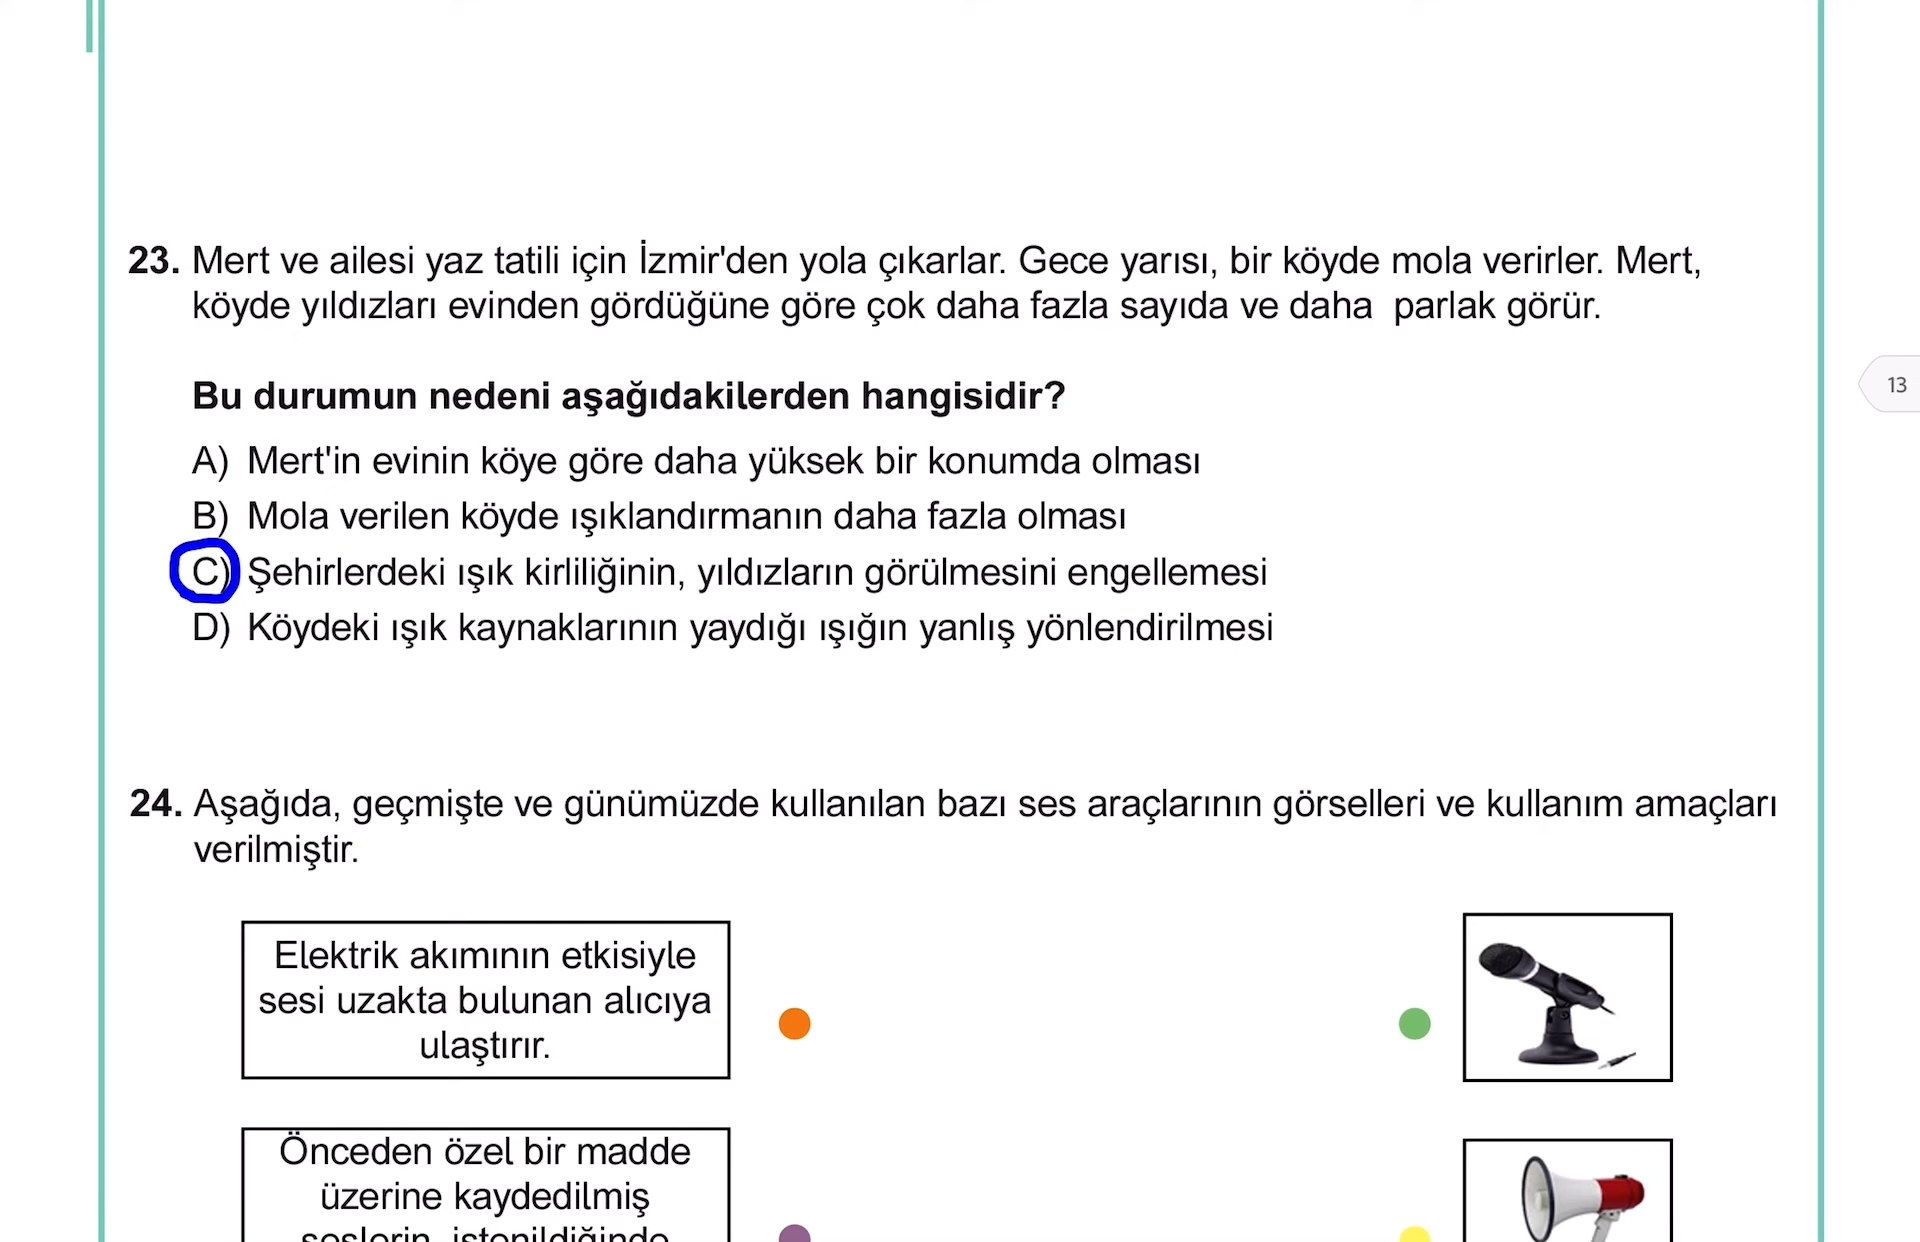 23. Mert ve ailesi yaz tatili için İzmir'den yola çıkarlar. Gece yarısı, bir köyde mola verirler. Mert,
köyde yıldızları evinden gördüğüne göre çok daha fazla sayıda ve daha parlak görür.
Bu durumun nedeni aşağıdakilerden hangisidir?
A) Mert'in evinin köye göre daha yüksek bir konumda olması
B) Mola verilen köyde ışıklandırmanın daha fazla olması
C) Şehirlerdeki ışık kirliliğinin, yıldızların görülmesini engellemesi
D) Köydeki ışık kaynaklarının yaydığı ışığın yanlış yönlendirilmesi
13
24. Aşağıda, geçmişte ve günümüzde kullanılan bazı ses araçlarının görselleri ve kullanım amaçları
verilmiştir.
Elektrik akımının etkisiyle
sesi uzakta bulunan alıcıya
ulaştırır.
Önceden özel bir madde
üzerine kaydedilmiş
seslerin, istenildiğinde